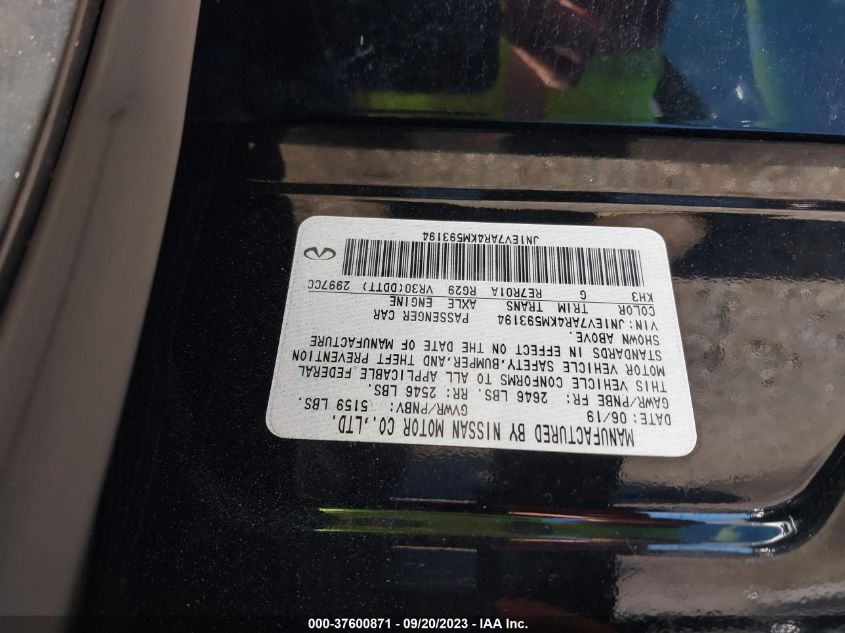 MANUFACTURED BY NISSAN MOTOR CO.,LTD.
DATE: 06/19 GVWR/PNBV: 5159 LBS.
GAWR/PNBE FR: 2646 LBS. RR: 2546 LBS.
THIS VEHICLE CONFORMS TO ALL APPLICABLE FEDERAL
MOTOR VEHICLE SAFETY,BUMPER,AND THEFT PREVENTION
STANDARDS IN EFFECT ON THE DATE OF MANUFACTURE
SHOWN ABOVE.
VIN: JN1EV7AR4KM593194 PASSENGER CAR
COLOR TRIM TRANS AXLE ENGINE
KH3 G RE7R01A RG29 VR30(DDTT) 2997CC
JN1EV7AR4KM593194
000-37600871 - 09/20/2023 - IAA Inc.